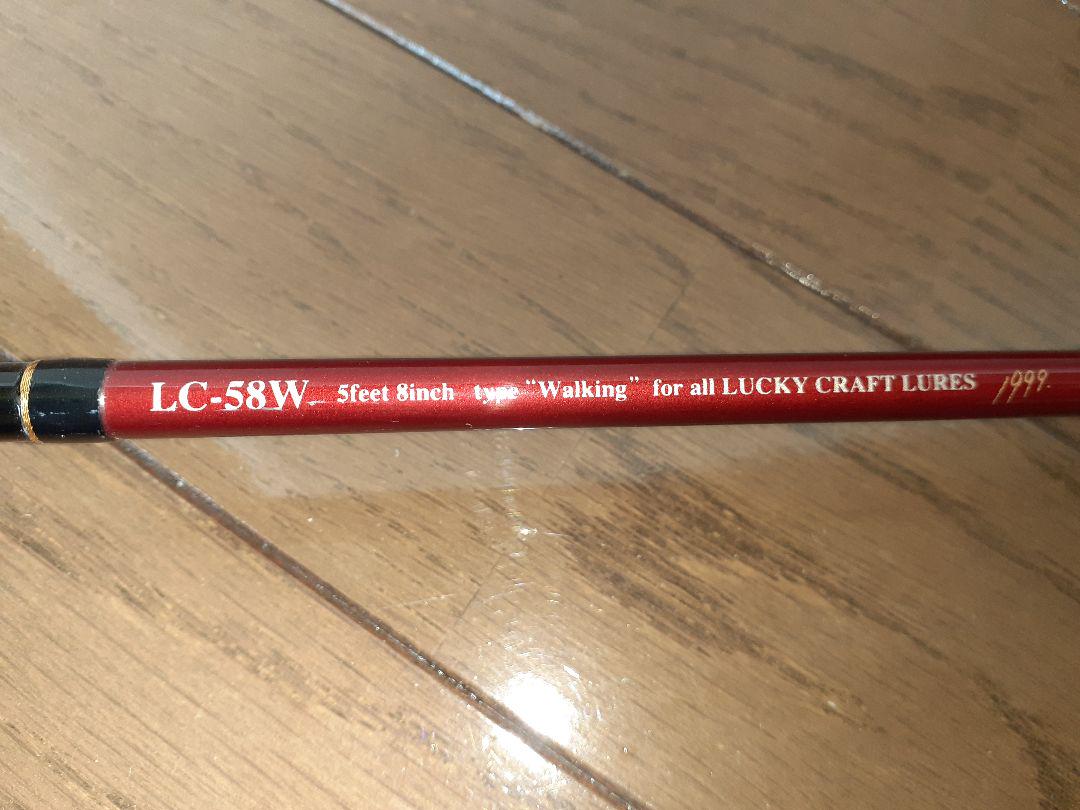 LC-58W 5feet 8inch type "Walking" for all LUCKY CRAFT LURES 1999.